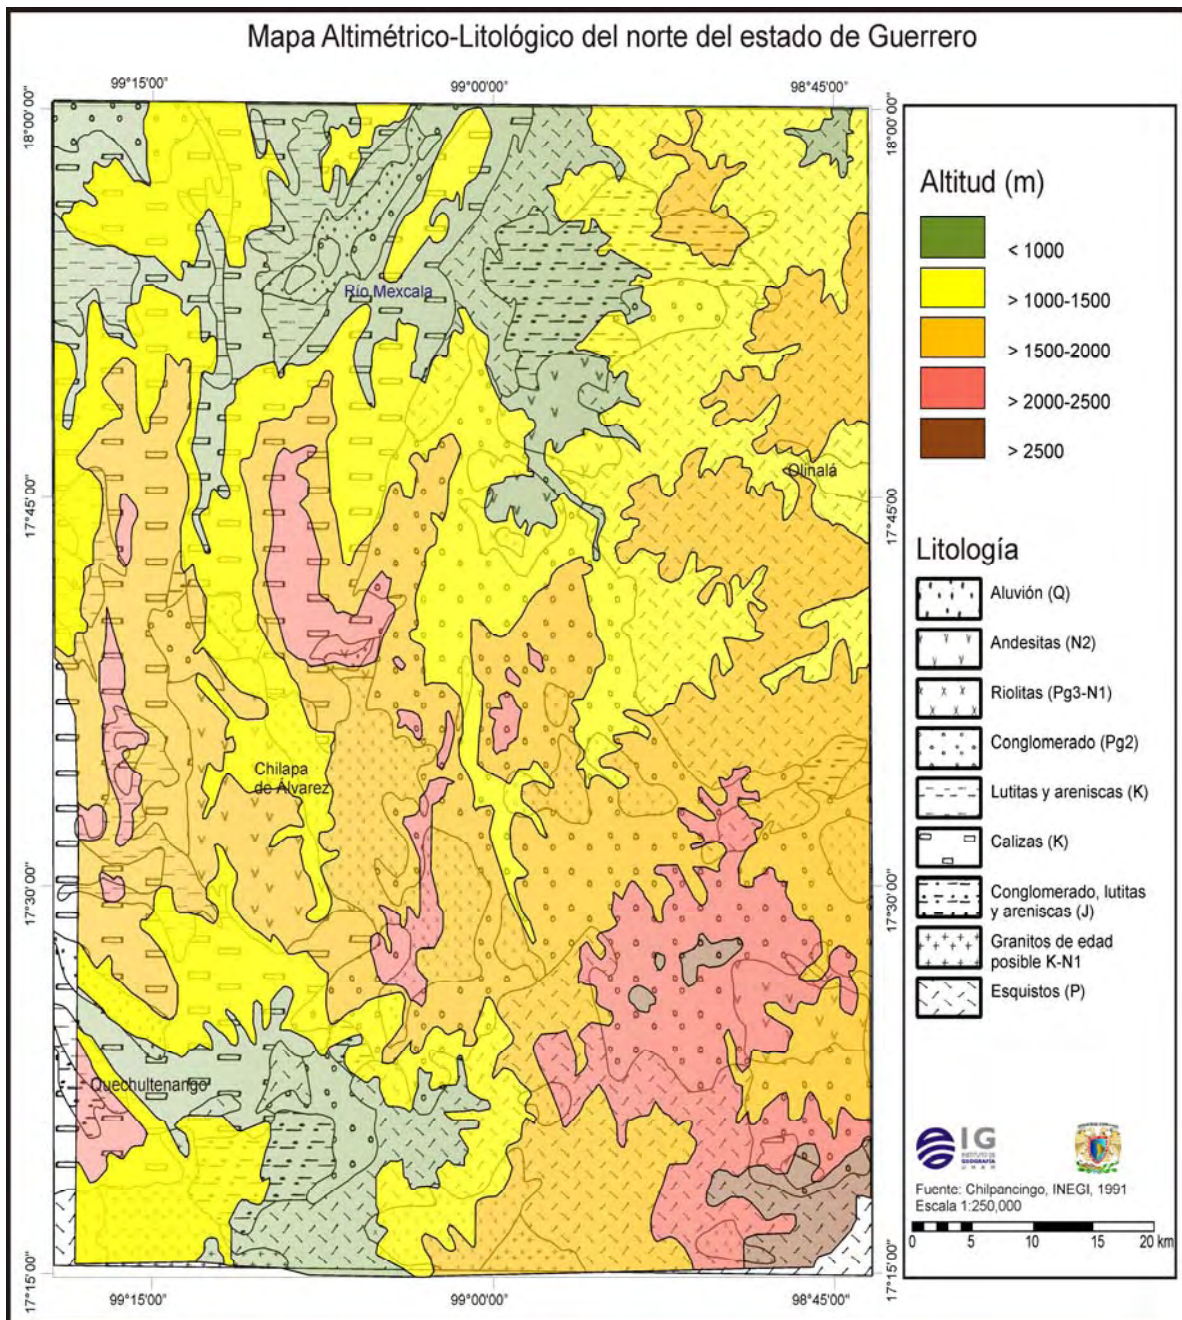 Mapa Altimétrico-Litológico del norte del estado de Guerrero
99°15'00"
99°00'00"
98°45'00"
18°00'00"
18°00'00"
17°45'00"
17°45'00
17°30'00"
17°30'00"
17°15'00"
17°15'00"
99°15'00"
99°00'00"
98°45'00"
Río Mexcala
Olinalá
Chilapa
de Álvarez
Quechultenango
Altitud (m)
< 1000
> 1000-1500
> 1500-2000
> 2000-2500
> 2500
Litología
Aluvión (Q)
Andesitas (N2)
Riolitas (Pg3-N1)
Conglomerado (Pg2)
Lutitas y areniscas (K)
Calizas (K)
Conglomerado, lutitas
y areniscas (J)
Granitos de edad
posible K-N1
Esquistos (P)
IG
INSTITUTO DE
GEOGRAFÍA
UNAM
Fuente: Chilpancingo, INEGI, 1991
Escala 1:250,000
0 5 10 15 20 km